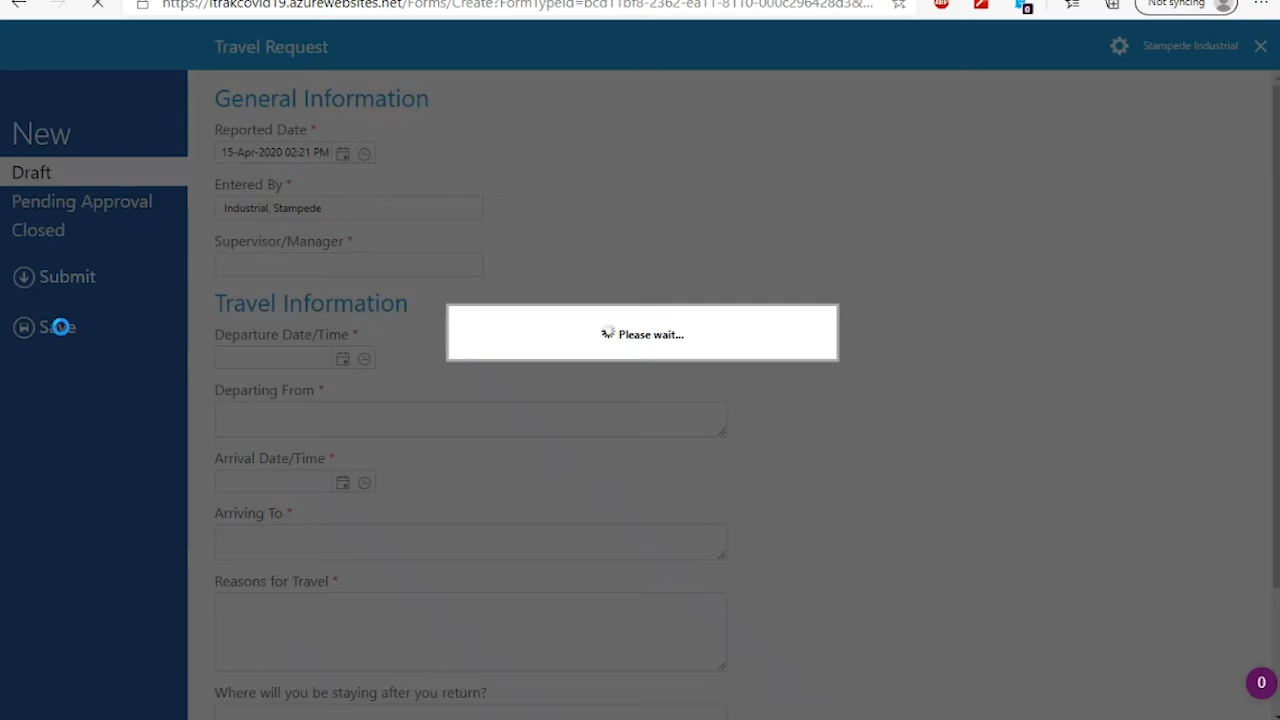 https://itrakcovid19.azurewebsites.net/Forms/Create?FormTypeId=bcd11bf8-2362-ea11-8110-000c296428d3&...
ABP
0
Not syncing
Travel Request
Stampede Industrial
New
Draft
Pending Approval
Closed
Submit
Save
General Information
Reported Date *
15-Apr-2020 02:21 PM
Entered By *
Industrial, Stampede
Supervisor/Manager *
Travel Information
Departure Date/Time *
Please wait...
Departing From *
Arrival Date/Time *
Arriving To *
Reasons for Travel *
Where will you be staying after you return?
0